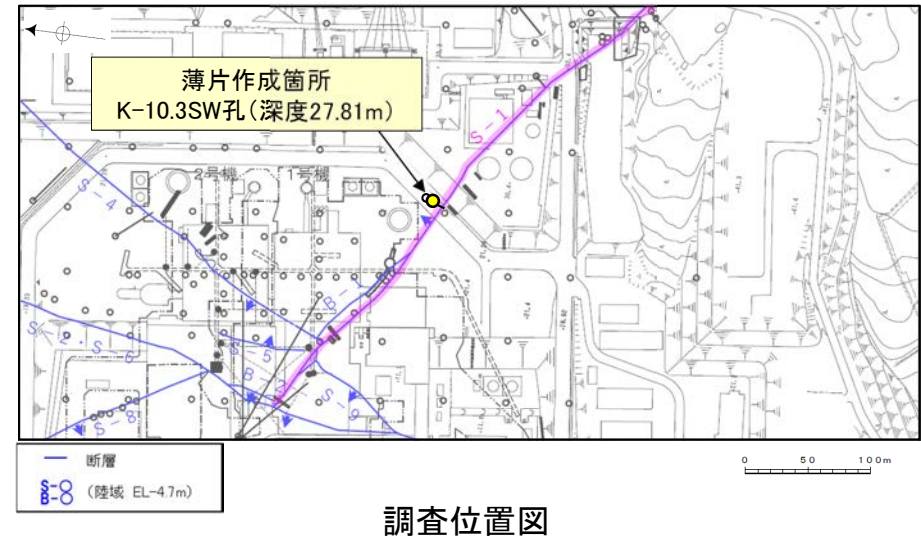 薄片作成箇所
K-10.3SW孔(深度27.81m)
S-1
S-4
2号機
1号機
B-1
S-2・S-6
S-5
B-2
S-9
S-8
断層
S-
B-
(陸域 EL-4.7m)
0 50 100m
調査位置図